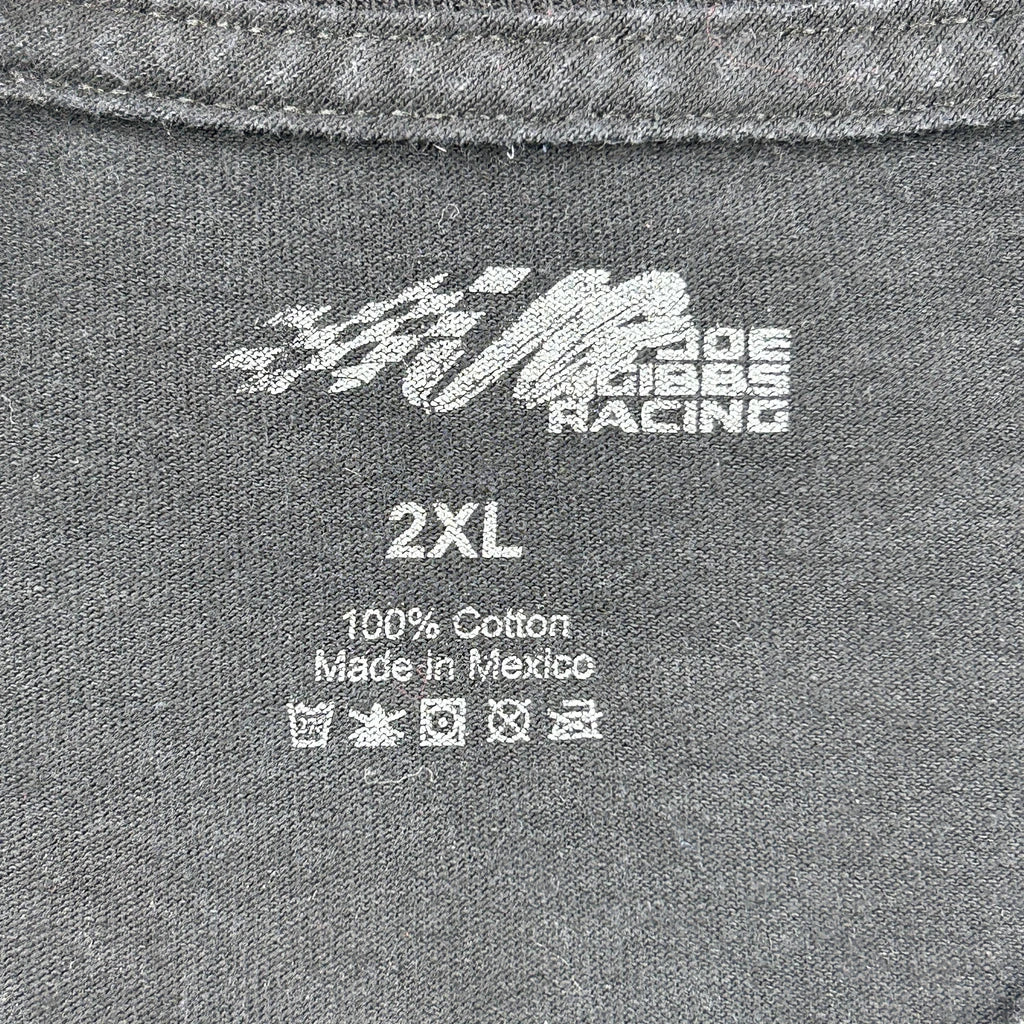 JOE
GIBBS
RACING
2XL
100% Cotton
Made in Mexico